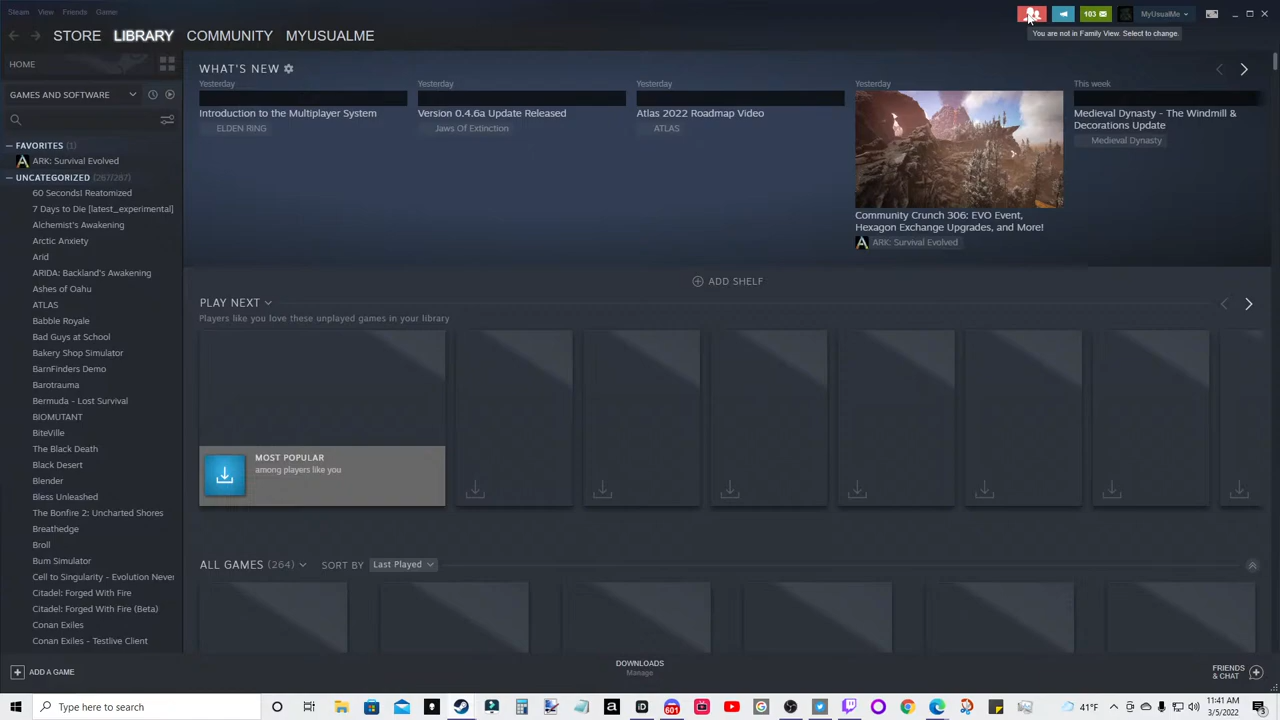 Steam View Friends Games
103 MyUsualMe
You are not in Family View. Select to change.
STORE LIBRARY COMMUNITY MYUSUALME
HOME
GAMES AND SOFTWARE
FAVORITES (1)
ARK: Survival Evolved
UNCATEGORIZED (287/287)
60 Seconds! Reatomized
7 Days to Die [latest_experimental]
Alchemist's Awakening
Arctic Anxiety
Arid
ARIDA: Backland's Awakening
Ashes of Oahu
ATLAS
Babble Royale
Bad Guys at School
Bakery Shop Simulator
BarnFinders Demo
Barotrauma
Bermuda - Lost Survival
BIOMUTANT
BiteVille
The Black Death
Black Desert
Blender
Bless Unleashed
The Bonfire 2: Uncharted Shores
Breathedge
Broll
Bum Simulator
Cell to Singularity - Evolution Never
Citadel: Forged With Fire
Citadel: Forged With Fire (Beta)
Conan Exiles
Conan Exiles - Testlive Client
ADD A GAME
WHAT'S NEW
Yesterday
Introduction to the Multiplayer System
ELDEN RING
Yesterday
Version 0.4.6a Update Released
Jaws Of Extinction
Yesterday
Atlas 2022 Roadmap Video
ATLAS
Yesterday
Community Crunch 306: EVO Event,
Hexagon Exchange Upgrades, and More!
ARK: Survival Evolved
This week
Medieval Dynasty - The Windmill &
Decorations Update
Medieval Dynasty
ADD SHELF
PLAY NEXT
Players like you love these unplayed games in your library
MOST POPULAR
among players like you
ALL GAMES (264) SORT BY Last Played
DOWNLOADS
Manage
FRIENDS
& CHAT
Type here to search
601
41°F
11:41 AM
3/5/2022